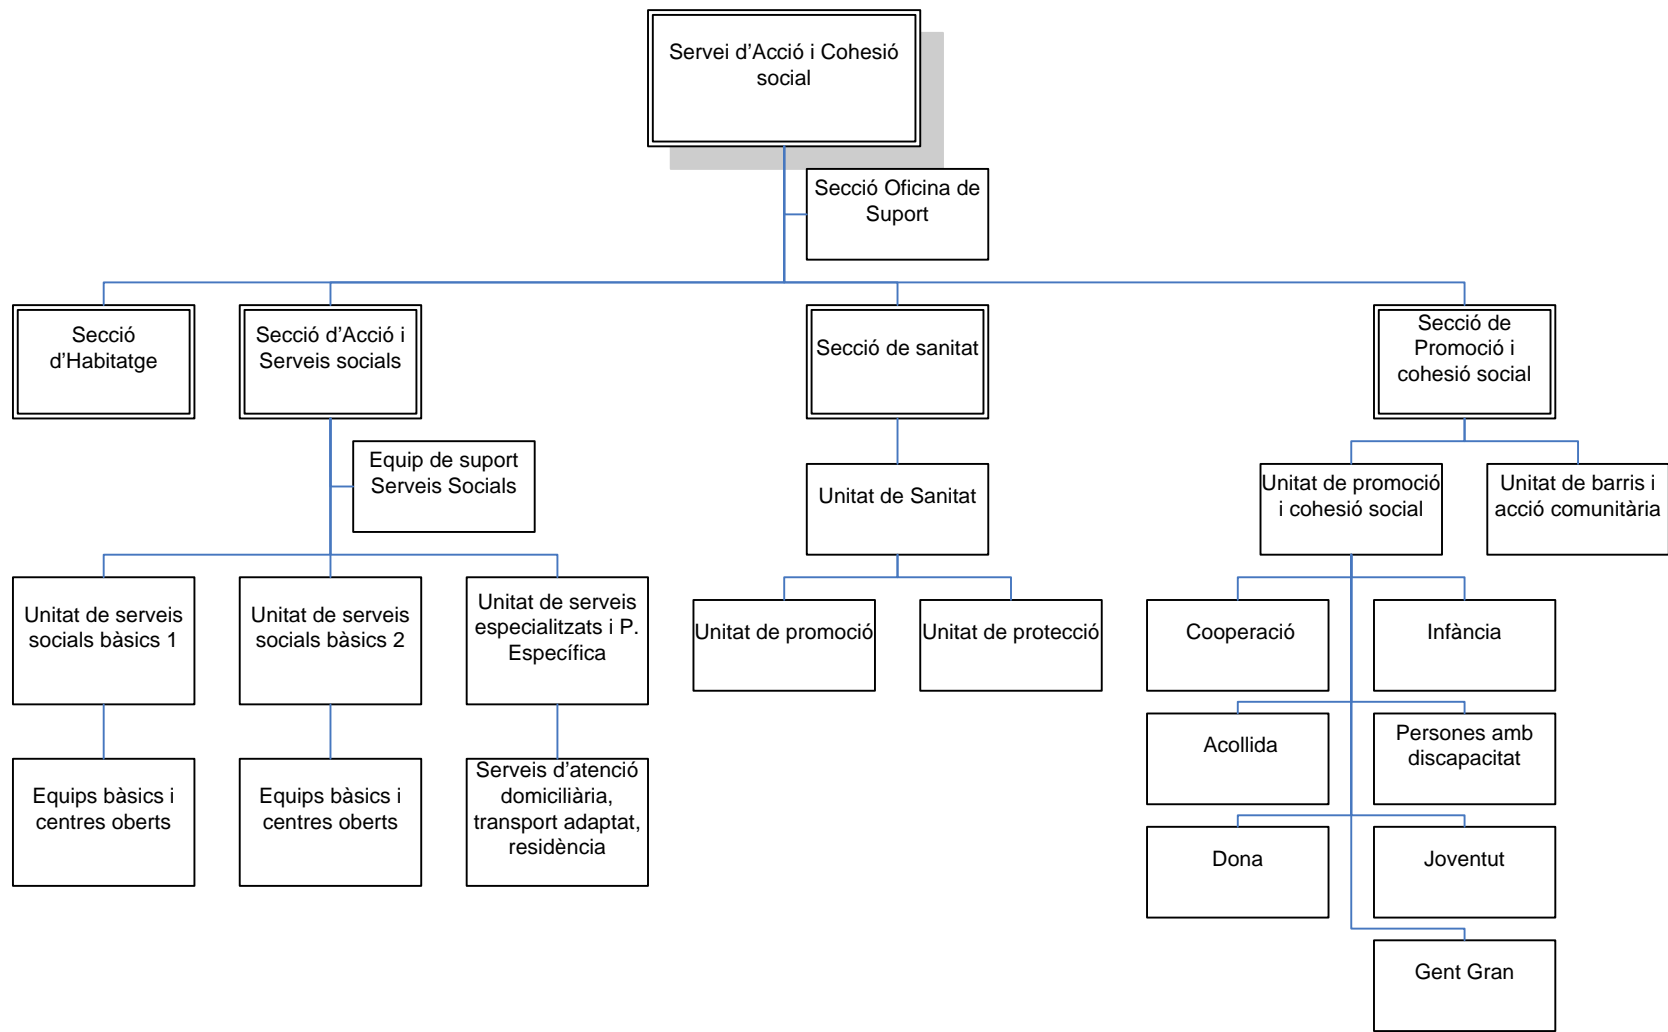 Servei d'Acció i Cohesió
social
Secció Oficina de
Suport
Secció
d'Habitatge
Secció d'Acció i
Serveis socials
Secció de sanitat
Secció de
Promoció i
cohesió social
Equip de suport
Serveis Socials
Unitat de Sanitat
Unitat de promoció
i cohesió social
Unitat de barris i
acció comunitària
Unitat de serveis
socials bàsics 1
Unitat de serveis
socials bàsics 2
Unitat de serveis
especialitzats i P.
Específica
Unitat de promoció
Unitat de protecció
Cooperació
Infància
Acollida
Persones amb
discapacitat
Equips bàsics i
centres oberts
Equips bàsics i
centres oberts
Serveis d'atenció
domiciliària,
transport adaptat,
residència
Dona
Joventut
Gent Gran